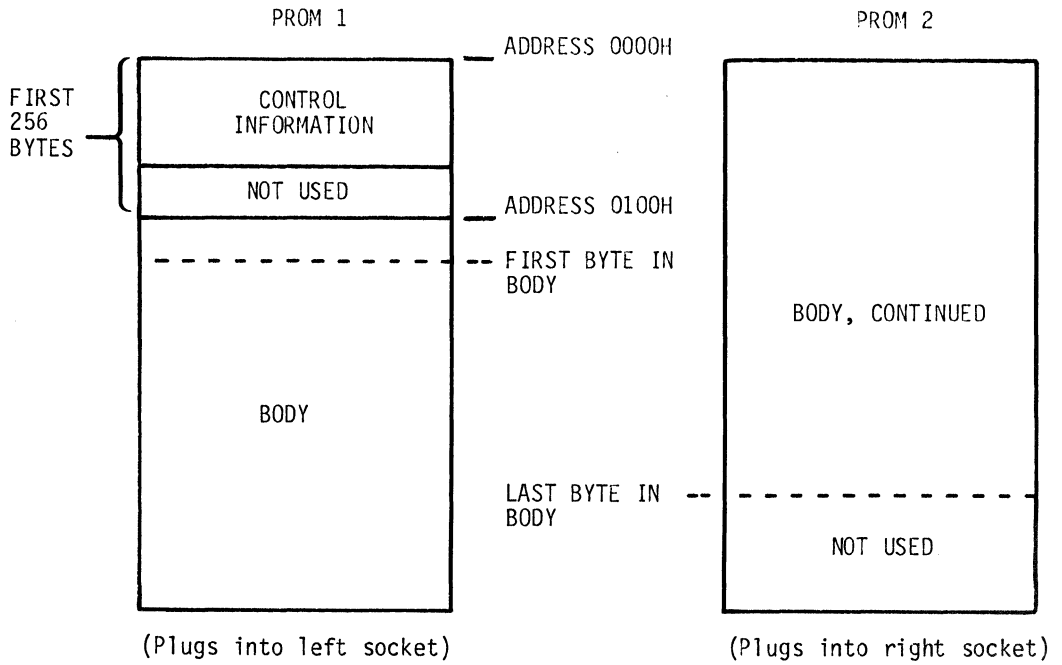 PROM 1
PROM 2
ADDRESS 0000H
FIRST
256
BYTES
CONTROL
INFORMATION
NOT USED
ADDRESS 0100H
FIRST BYTE IN
BODY
BODY
BODY, CONTINUED
LAST BYTE IN
BODY
NOT USED
(Plugs into left socket)
(Plugs into right socket)